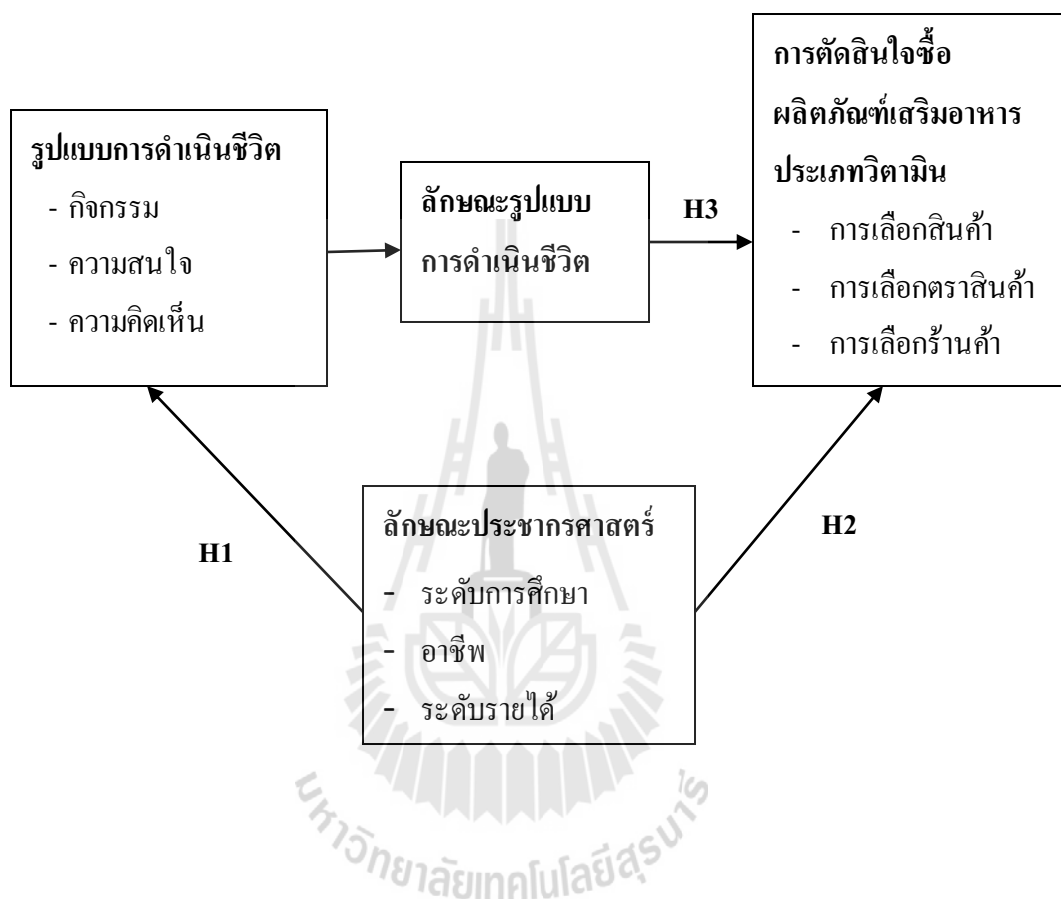 รูปแบบการดำเนินชีวิต
- กิจกรรม
- ความสนใจ
- ความคิดเห็น
ลักษณะรูปแบบ
การดำเนินชีวิต
H3
การตัดสินใจซื้อ
ผลิตภัณฑ์เสริมอาหาร
ประเภทวิตามิน
- การเลือกสินค้า
- การเลือกตราสินค้า
- การเลือกร้านค้า
H1
ลักษณะประชากรศาสตร์
- ระดับการศึกษา
- อาชีพ
- ระดับรายได้
H2
มหาวิทยาลัยเทคโนโลยีสุรนารี